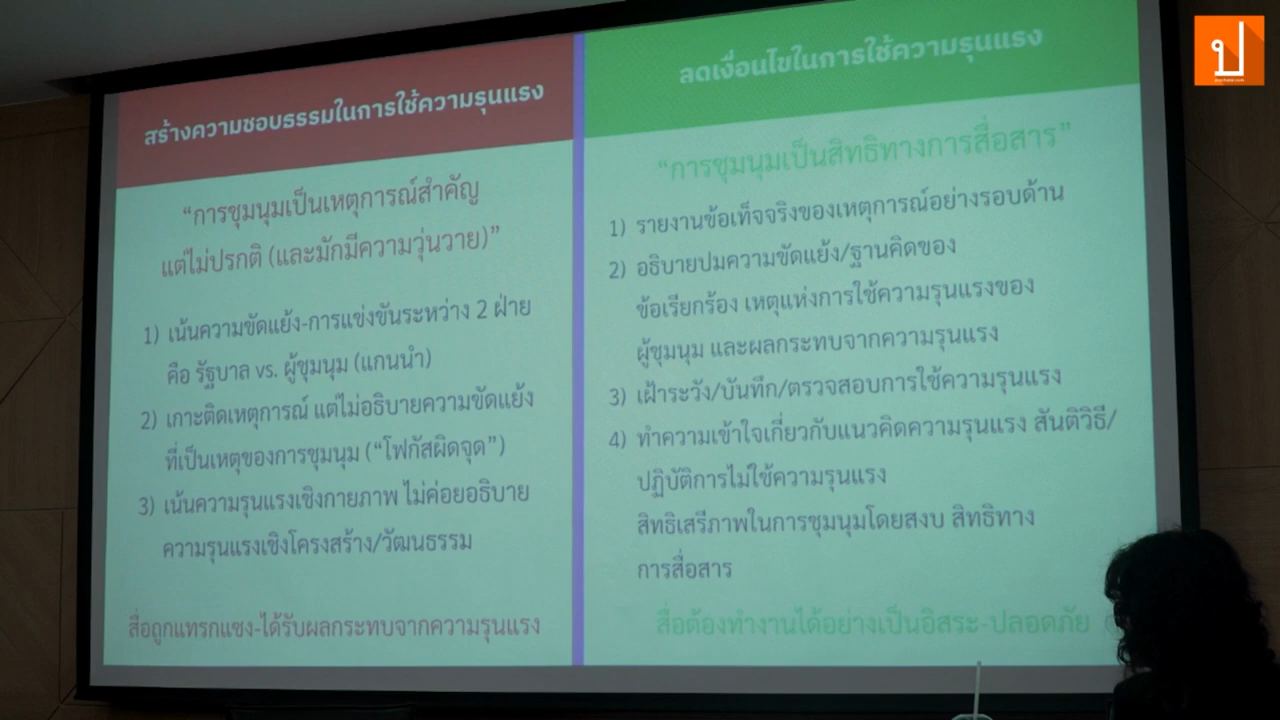 ป
สร้างความชอบธรรมในการใช้ความรุนแรง
“การชุมนุมเป็นเหตุการณ์สำคัญ
แต่ไม่ปรกติ (และมักมีความวุ่นวาย)”
1) เน้นความขัดแย้ง-การแข่งขันระหว่าง 2 ฝ่าย
คือ รัฐบาล vs. ผู้ชุมนุม (แกนนำ)
2) เกาะติดเหตุการณ์ แต่ไม่อธิบายความขัดแย้ง
ที่เป็นเหตุของการชุมนุม (“โฟกัสผิดจุด”)
3) เน้นความรุนแรงเชิงกายภาพ ไม่ค่อยอธิบาย
ความรุนแรงเชิงโครงสร้าง/วัฒนธรรม
สื่อถูกแทรกแซง-ได้รับผลกระทบจากความรุนแรง
ลดเงื่อนไขในการใช้ความรุนแรง
“การชุมนุมเป็นสิทธิทางการสื่อสาร”
1) รายงานข้อเท็จจริงของเหตุการณ์อย่างรอบด้าน
2) อธิบายปมความขัดแย้ง/ฐานคิดของ
ข้อเรียกร้อง เหตุแห่งการใช้ความรุนแรงของ
ผู้ชุมนุม และผลกระทบจากความรุนแรง
3) เฝ้าระวัง/บันทึก/ตรวจสอบการใช้ความรุนแรง
4) ทำความเข้าใจเกี่ยวกับแนวคิดความรุนแรง สันติวิธี/
ปฏิบัติการไม่ใช้ความรุนแรง
สิทธิเสรีภาพในการชุมนุมโดยสงบ สิทธิทาง
การสื่อสาร
สื่อต้องทำงานได้อย่างเป็นอิสระ-ปลอดภัย